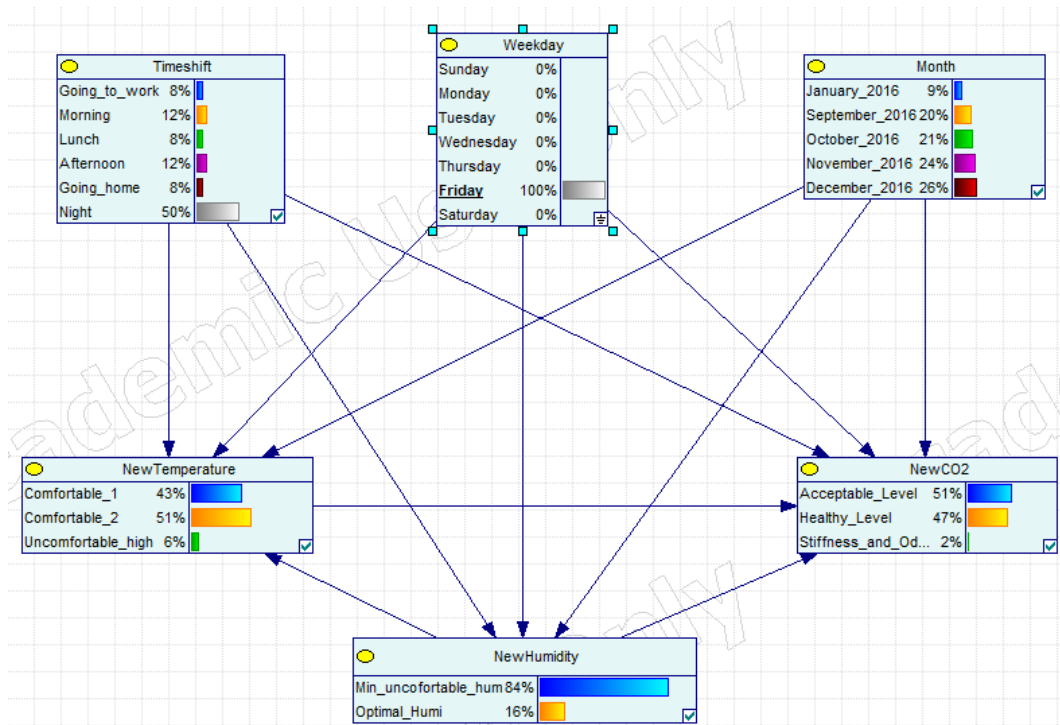 Weekday
Sunday 0%
Monday 0%
Tuesday 0%
Wednesday 0%
Thursday 0%
Friday 100%
Saturday 0%
Timeshift
Going_to_work 8%
Morning 12%
Lunch 8%
Afternoon 12%
Going_home 8%
Night 50%
Month
January_2016 9%
September_2016 20%
October_2016 21%
November_2016 24%
December_2016 26%
NewTemperature
Comfortable_1 43%
Comfortable_2 51%
Uncomfortable_high 6%
NewCO2
Acceptable_Level 51%
Healthy_Level 47%
Stiffness_and_Od... 2%
NewHumidity
Min_uncofortable_hum 84%
Optimal_Humi 16%